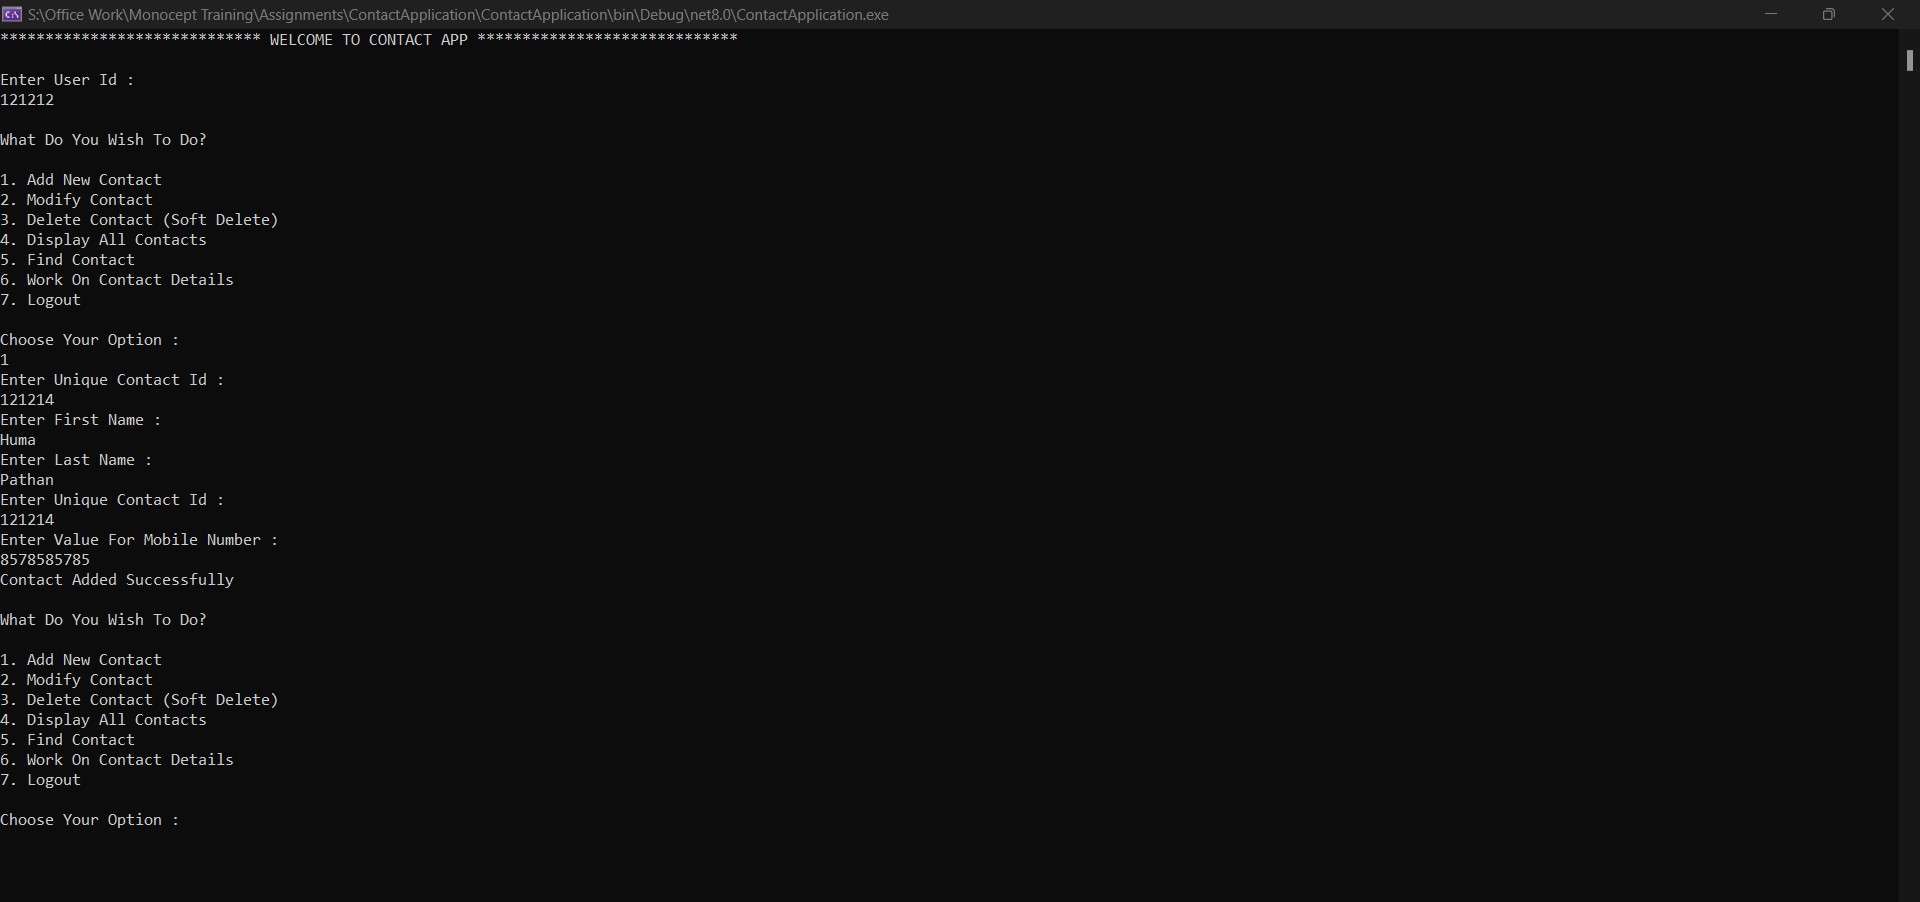 S:\Office Work\Monocept Training\Assignments\ContactApplication\ContactApplication\bin\Debug\net8.0\ContactApplication.exe
***************************** WELCOME TO CONTACT APP *****************************
Enter User Id :
121212
What Do You Wish To Do?
1. Add New Contact
2. Modify Contact
3. Delete Contact (Soft Delete)
4. Display All Contacts
5. Find Contact
6. Work On Contact Details
7. Logout
Choose Your Option :
1
Enter Unique Contact Id :
121214
Enter First Name :
Huma
Enter Last Name :
Pathan
Enter Unique Contact Id :
121214
Enter Value For Mobile Number :
8578585785
Contact Added Successfully
What Do You Wish To Do?
1. Add New Contact
2. Modify Contact
3. Delete Contact (Soft Delete)
4. Display All Contacts
5. Find Contact
6. Work On Contact Details
7. Logout
Choose Your Option :